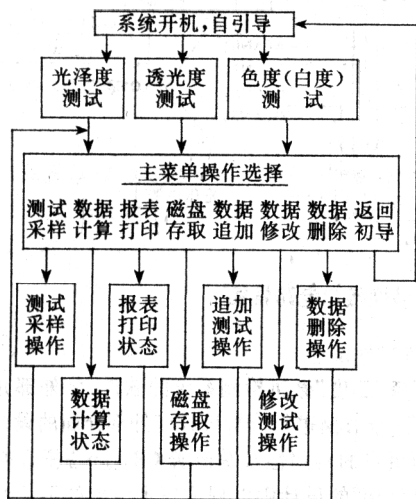 系统开机,自引导
光泽度 透光度 色度(白度)
测试 测试 测 试
主菜单操作选择
测试 数据 报表 磁盘 数据 数据 数据 返回
采样 计算 打印 存取 追加 修改 删除 初导
测试 报表 追加 数据
采样 打印 测试 删除
操作 状态 操作 操作
数据 磁盘 修改
计算 存取 测试
状态 操作 操作